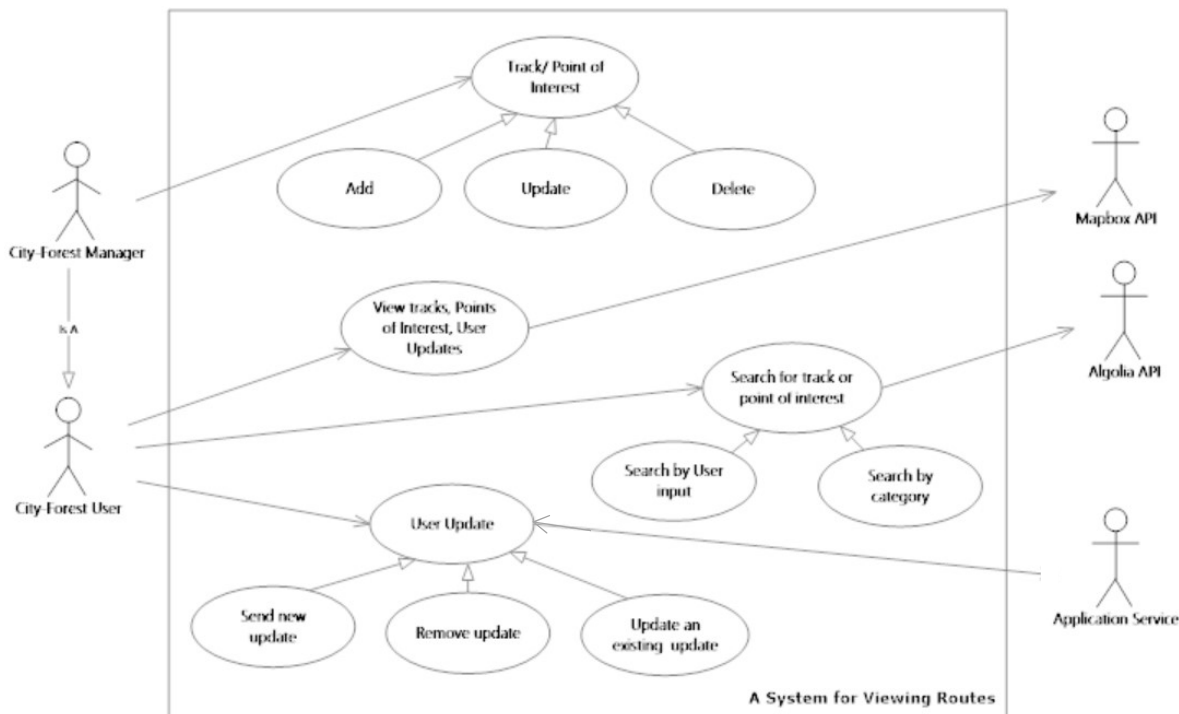 Track/ Point of
Interest
Add
Update
Delete
City-Forest Manager
Mapbox API
Is A
View tracks, Points
of Interest, User
Updates
Algolia API
Search for track or
point of interest
Search by User
input
Search by
category
City-Forest User
User Update
Send new
update
Remove update
Update an
existing update
Application Service
A System for Viewing Routes